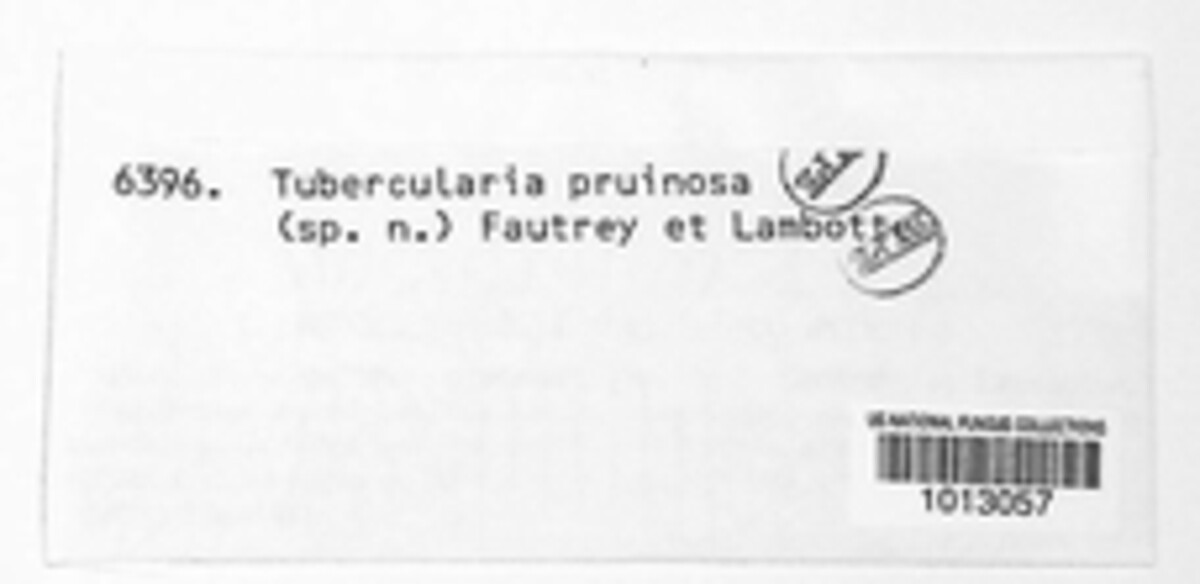 6396. Tubercularia pruinosa
(sp. n.) Fautrey et Lambotte
US NATIONAL FUNGUS COLLECTIONS
1013057